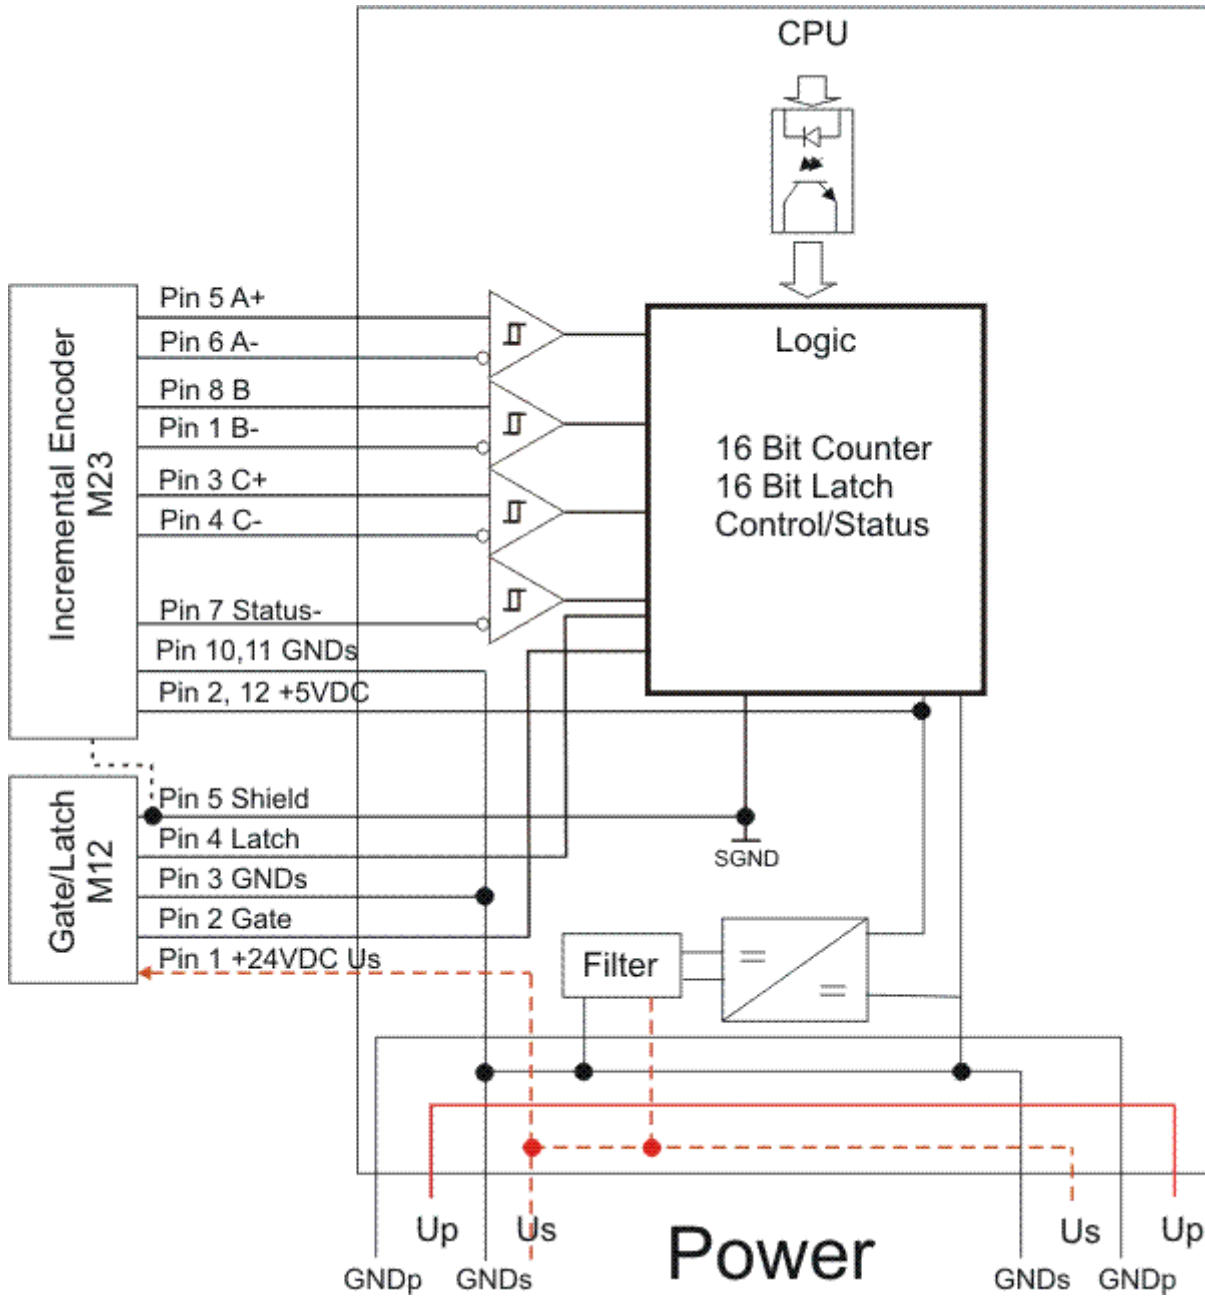 CPU
Logic
16 Bit Counter
16 Bit Latch
Control/Status
Incremental Encoder
M23
Pin 5 A+
Pin 6 A-
Pin 8 B
Pin 1 B-
Pin 3 C+
Pin 4 C-
Pin 7 Status-
Pin 10,11 GNDs
Pin 2, 12 +5VDC
Gate/Latch
M12
Pin 5 Shield
Pin 4 Latch
Pin 3 GNDs
Pin 2 Gate
Pin 1 +24VDC Us
SGND
Filter
Up
Us
Power
Us
Up
GNDp
GNDs
GNDs
GNDp